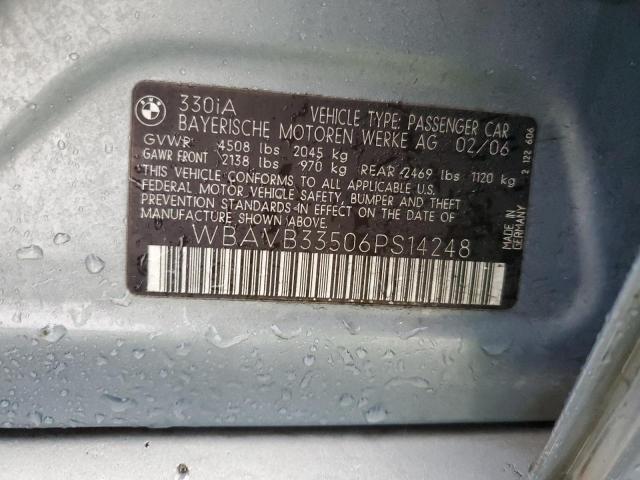 BMW
330iA VEHICLE TYPE: PASSENGER CAR
BAYERISCHE MOTOREN WERKE AG 02/06
GVWR 4508 lbs 2045 kg
GAWR FRONT 2138 lbs 970 kg REAR 2469 lbs 1120 kg
THIS VEHICLE CONFORMS TO ALL APPLICABLE U.S.
FEDERAL MOTOR VEHICLE SAFETY, BUMPER AND THEFT
PREVENTION STANDARDS IN EFFECT ON THE DATE OF
MANUFACTURE SHOWN ABOVE.
WBAVB33506PS14248
2 122 606
GERMANY